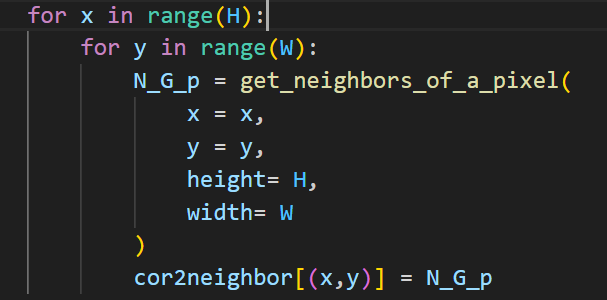 for x in range(H):
    for y in range(W):
        N_G_p = get_neighbors_of_a_pixel(
            x = x,
            y = y,
            height= H,
            width= W
        )
        cor2neighbor[(x,y)] = N_G_p